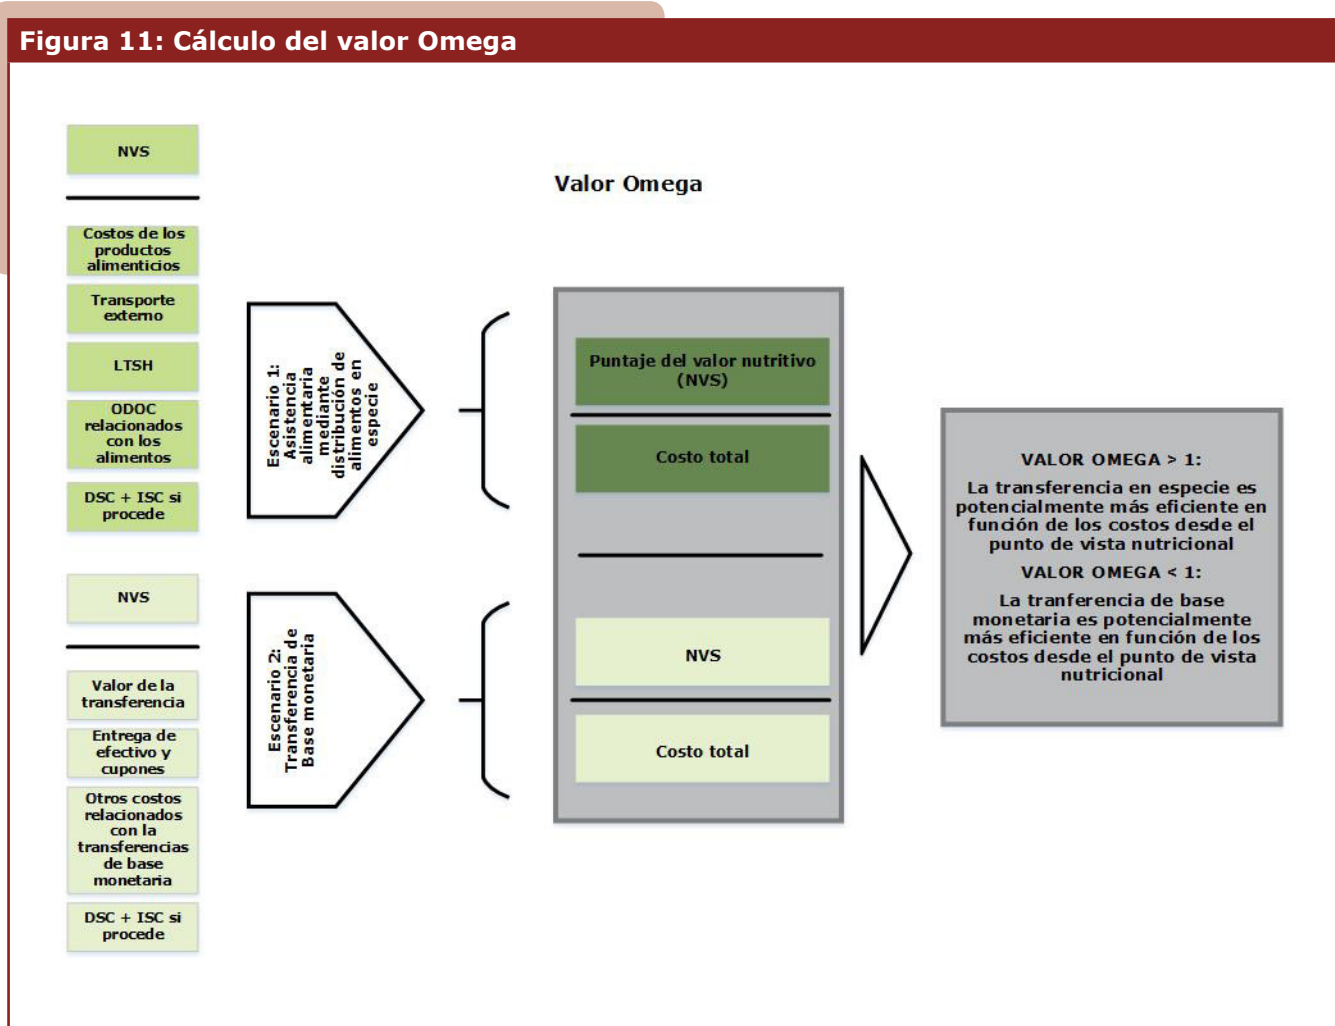 Figura 11: Cálculo del valor Omega
NVS
Costos de los
productos
alimenticios
Transporte
externo
LTSH
ODOC
relacionados
con los
alimentos
DSC + ISC si
procede
Escenario 1:
Asistencia
alimentaria
mediante
distribución de
alimentos en
especie
NVS
Valor de la
transferencia
Entrega de
efectivo y
cupones
Otros costos
relacionados
con la
transferencias
de base
monetaria
DSC + ISC si
procede
Escenario 2:
Transferencia de
Base monetaria
Valor Omega
Puntaje del valor nutritivo
(NVS)
Costo total
NVS
Costo total
VALOR OMEGA > 1:
La transferencia en especie es
potencialmente más eficiente en
función de los costos desde el
punto de vista nutricional
VALOR OMEGA < 1:
La tranferencia de base
monetaria es potencialmente
más eficiente en función de los
costos desde el punto de vista
nutricional